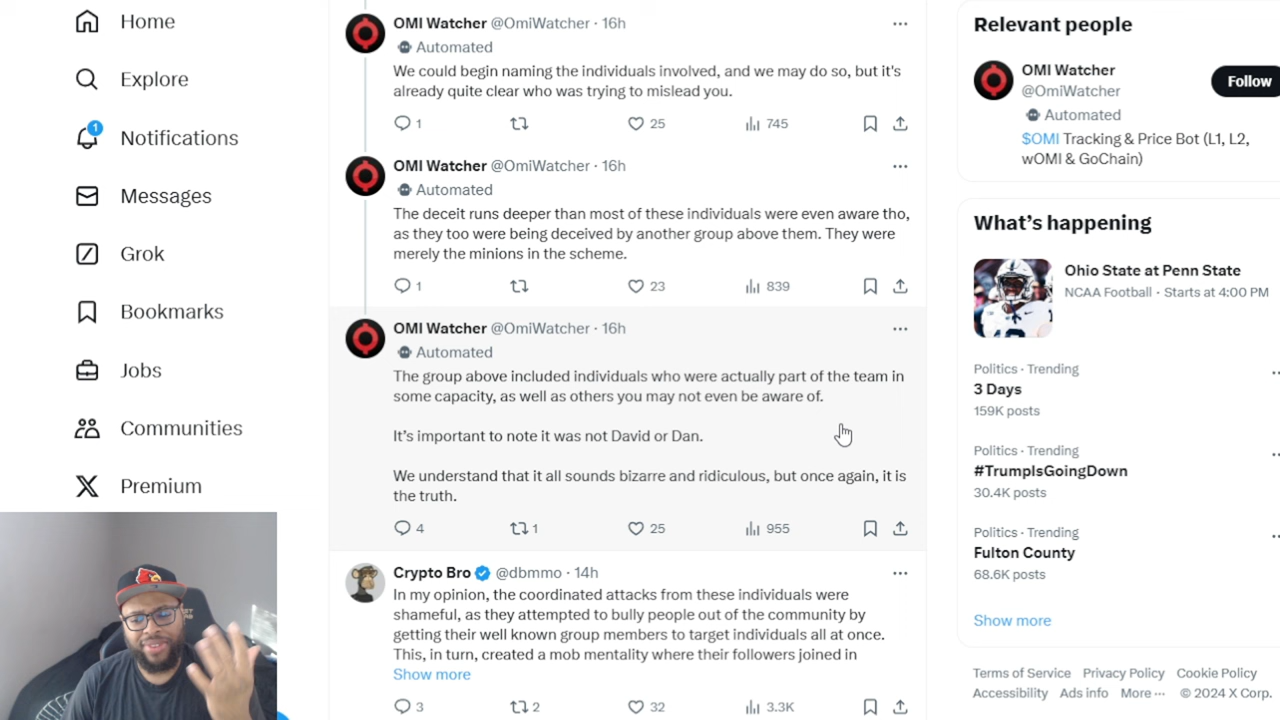 Home
Explore
1
Notifications
Messages
Grok
Bookmarks
Jobs
Communities
Premium
OMI Watcher @OmiWatcher · 16h
Automated
We could begin naming the individuals involved, and we may do so, but it's
already quite clear who was trying to mislead you.
1 25 745
OMI Watcher @OmiWatcher · 16h
Automated
The deceit runs deeper than most of these individuals were even aware tho,
as they too were being deceived by another group above them. They were
merely the minions in the scheme.
1 23 839
OMI Watcher @OmiWatcher · 16h
Automated
The group above included individuals who were actually part of the team in
some capacity, as well as others you may not even be aware of.
It's important to note it was not David or Dan.
We understand that it all sounds bizarre and ridiculous, but once again, it is
the truth.
4 1 25 955
Crypto Bro @dbmmo · 14h
In my opinion, the coordinated attacks from these individuals were
shameful, as they attempted to bully people out of the community by
getting their well known group members to target individuals all at once.
This, in turn, created a mob mentality where their followers joined in
Show more
3 2 32 3.3K
Relevant people
OMI Watcher
@OmiWatcher
Follow
Automated
$OMI Tracking & Price Bot (L1, L2,
wOMI & GoChain)
What's happening
Ohio State at Penn State
NCAA Football · Starts at 4:00 PM
Politics · Trending
3 Days
159K posts
Politics · Trending
#TrumpIsGoingDown
30.4K posts
Politics · Trending
Fulton County
68.6K posts
Show more
Terms of Service Privacy Policy Cookie Policy
Accessibility Ads info More ··· © 2024 X Corp.